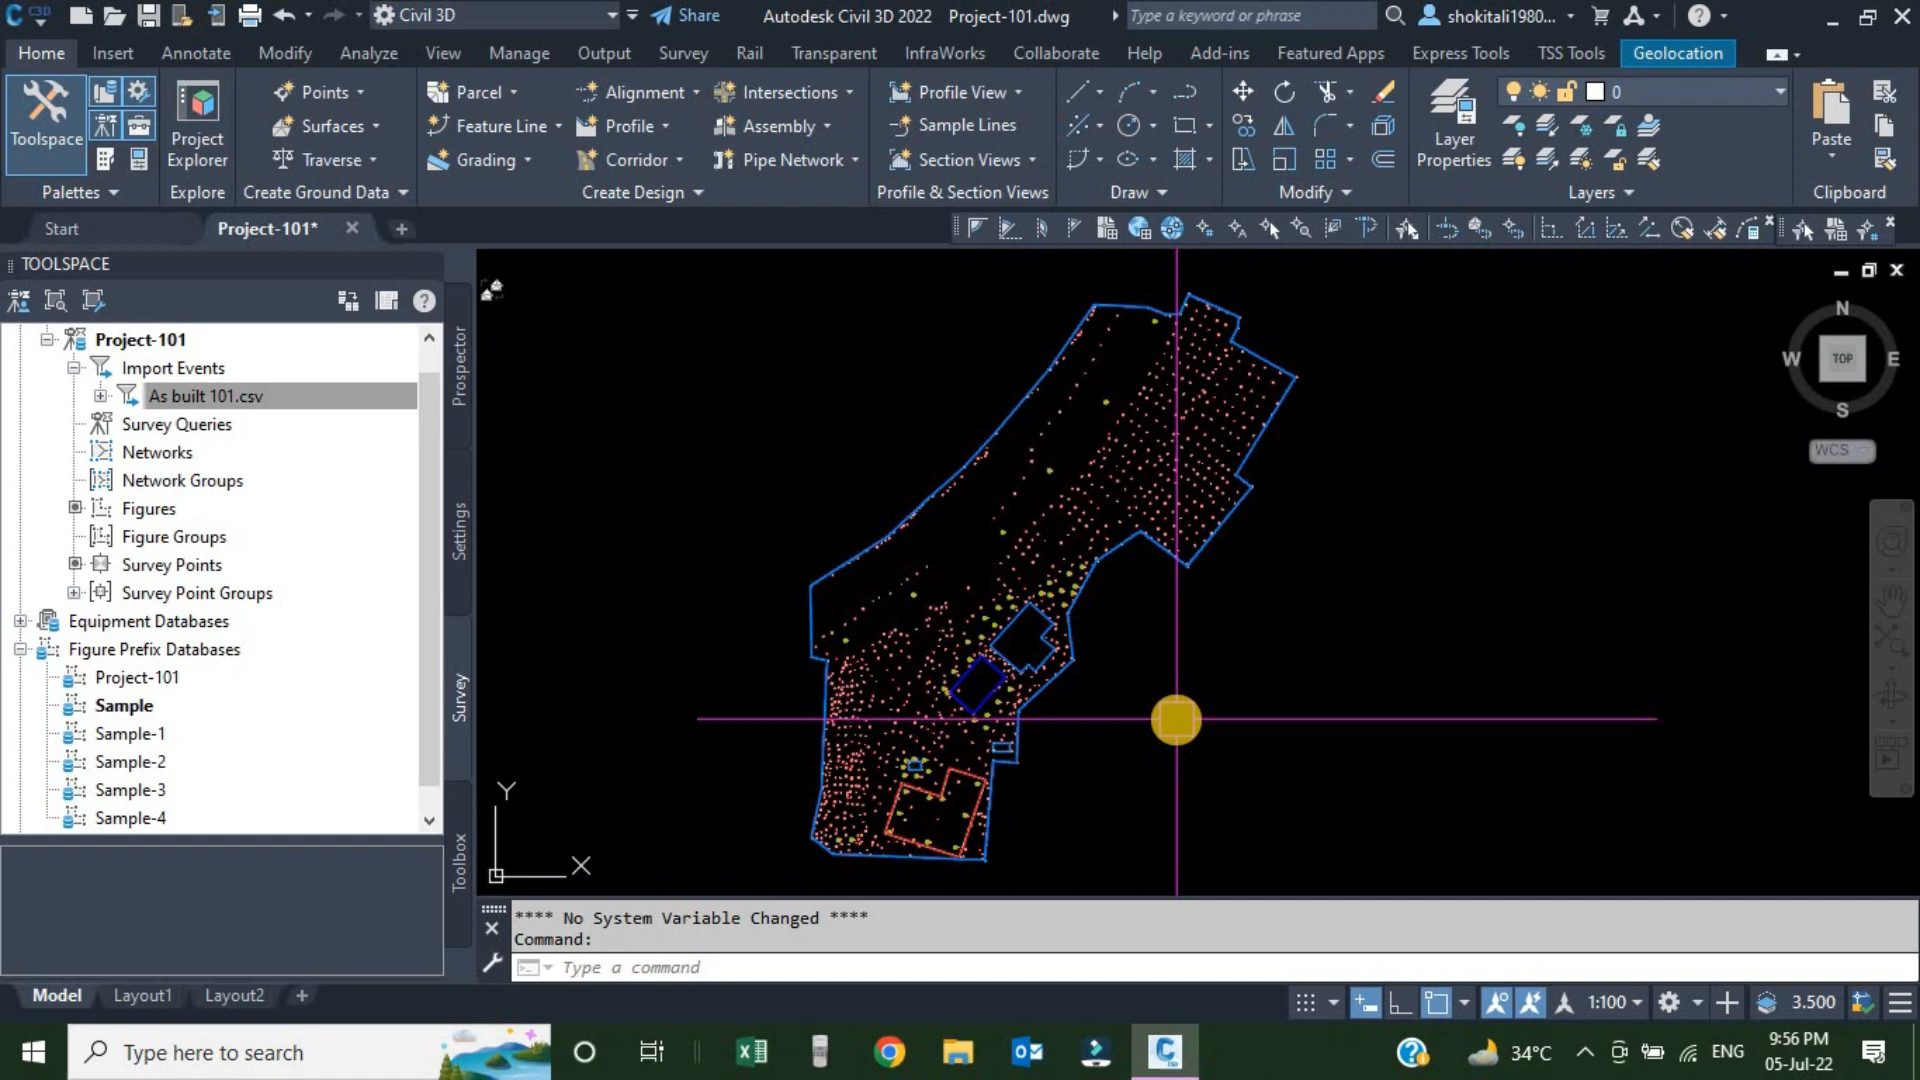 C3D
Civil 3D
Share
Autodesk Civil 3D 2022
Project-101.dwg
Type a keyword or phrase
shokitali1980...
Home
Insert
Annotate
Modify
Analyze
View
Manage
Output
Survey
Rail
Transparent
InfraWorks
Collaborate
Help
Add-ins
Featured Apps
Express Tools
TSS Tools
Geolocation
Toolspace
Project
Explorer
Points
Surfaces
Traverse
Parcel
Feature Line
Grading
Alignment
Profile
Corridor
Intersections
Assembly
Pipe Network
Profile View
Sample Lines
Section Views
Layer
Properties
0
Paste
Palettes
Explore
Create Ground Data
Create Design
Profile & Section Views
Draw
Modify
Layers
Clipboard
Start
Project-101*
TOOLSPACE
Project-101
Import Events
As built 101.csv
Survey Queries
Networks
Network Groups
Figures
Figure Groups
Survey Points
Survey Point Groups
Equipment Databases
Figure Prefix Databases
Project-101
Sample
Sample-1
Sample-2
Sample-3
Sample-4
Prospector
Settings
Survey
Toolbox
N
W
TOP
E
S
WCS
Y
X
**** No System Variable Changed ****
Command:
Type a command
Model
Layout1
Layout2
1:100
3.500
Type here to search
34°C
ENG
9:56 PM
05-Jul-22